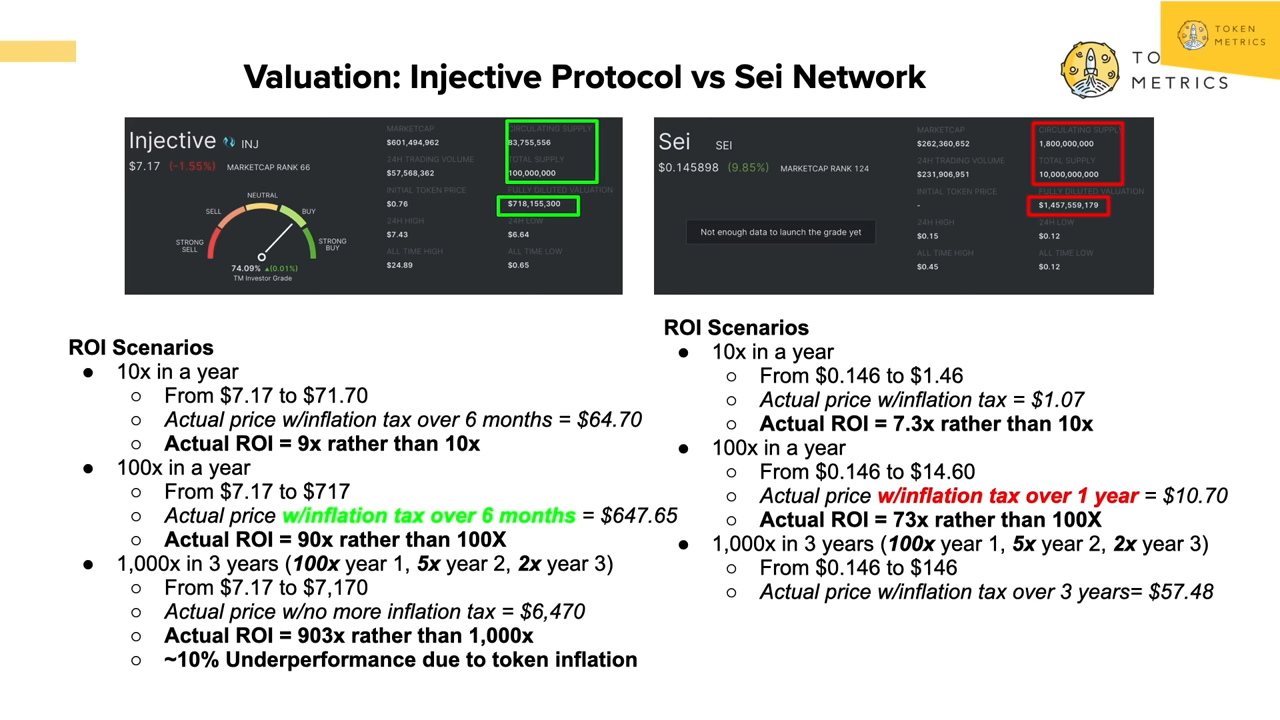 TOKEN
METRICS
TO
METRICS
Valuation: Injective Protocol vs Sei Network
Injective INJ
$7.17 (-1.55%) MARKETCAP RANK 66
NEUTRAL
SELL
BUY
STRONG
SELL
STRONG
BUY
74.09% ▲(0.01%)
TM Investor Grade
MARKETCAP
$601,494,962
24H TRADING VOLUME
$57,568,362
INITIAL TOKEN PRICE
$0.76
24H HIGH
$7.43
ALL TIME HIGH
$24.89
CIRCULATING SUPPLY
83,755,556
TOTAL SUPPLY
100,000,000
FULLY DILUTED VALUATION
$718,155,300
24H LOW
$6.64
ALL TIME LOW
$0.65
Sei SEI
$0.145898 (9.85%) MARKETCAP RANK 124
Not enough data to launch the grade yet
MARKETCAP
$262,360,652
24H TRADING VOLUME
$231,906,951
INITIAL TOKEN PRICE
-
24H HIGH
$0.15
ALL TIME HIGH
$0.45
CIRCULATING SUPPLY
1,800,000,000
TOTAL SUPPLY
10,000,000,000
FULLY DILUTED VALUATION
$1,457,559,179
24H LOW
$0.12
ALL TIME LOW
$0.12
ROI Scenarios
● 10x in a year
○ From $7.17 to $71.70
○ Actual price w/inflation tax over 6 months = $64.70
○ Actual ROI = 9x rather than 10x
● 100x in a year
○ From $7.17 to $717
○ Actual price w/inflation tax over 6 months = $647.65
○ Actual ROI = 90x rather than 100X
● 1,000x in 3 years (100x year 1, 5x year 2, 2x year 3)
○ From $7.17 to $7,170
○ Actual price w/no more inflation tax = $6,470
○ Actual ROI = 903x rather than 1,000x
○ ~10% Underperformance due to token inflation
ROI Scenarios
● 10x in a year
○ From $0.146 to $1.46
○ Actual price w/inflation tax = $1.07
○ Actual ROI = 7.3x rather than 10x
● 100x in a year
○ From $0.146 to $14.60
○ Actual price w/inflation tax over 1 year = $10.70
○ Actual ROI = 73x rather than 100X
● 1,000x in 3 years (100x year 1, 5x year 2, 2x year 3)
○ From $0.146 to $146
○ Actual price w/inflation tax over 3 years= $57.48